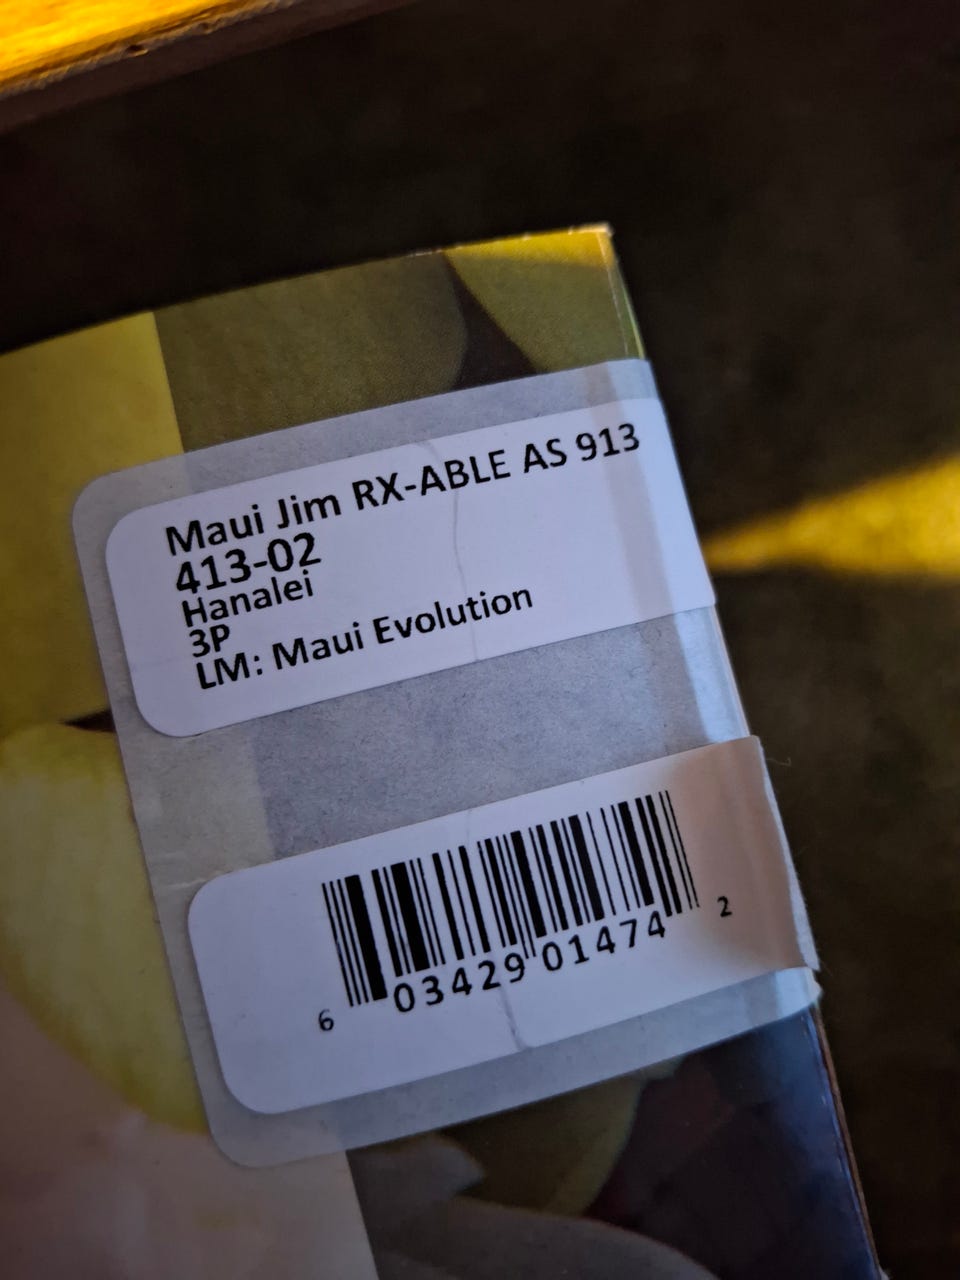 Maui Jim RX-ABLE AS 913
413-02
Hanalei
3P
LM: Maui Evolution
6 03429 01474 2